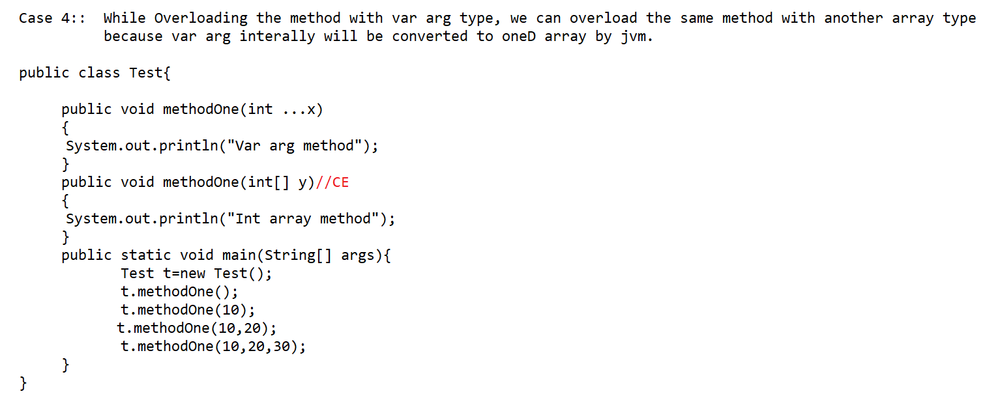 Case 4::  While Overloading the method with var arg type, we can overload the same method with another array type
because var arg interally will be converted to oneD array by jvm.
public class Test{
public void methodOne(int ...x)
{
System.out.println("Var arg method");
}
public void methodOne(int[] y)//CE
{
System.out.println("Int array method");
}
public static void main(String[] args){
Test t=new Test();
t.methodOne();
t.methodOne(10);
t.methodOne(10,20);
t.methodOne(10,20,30);
}
}